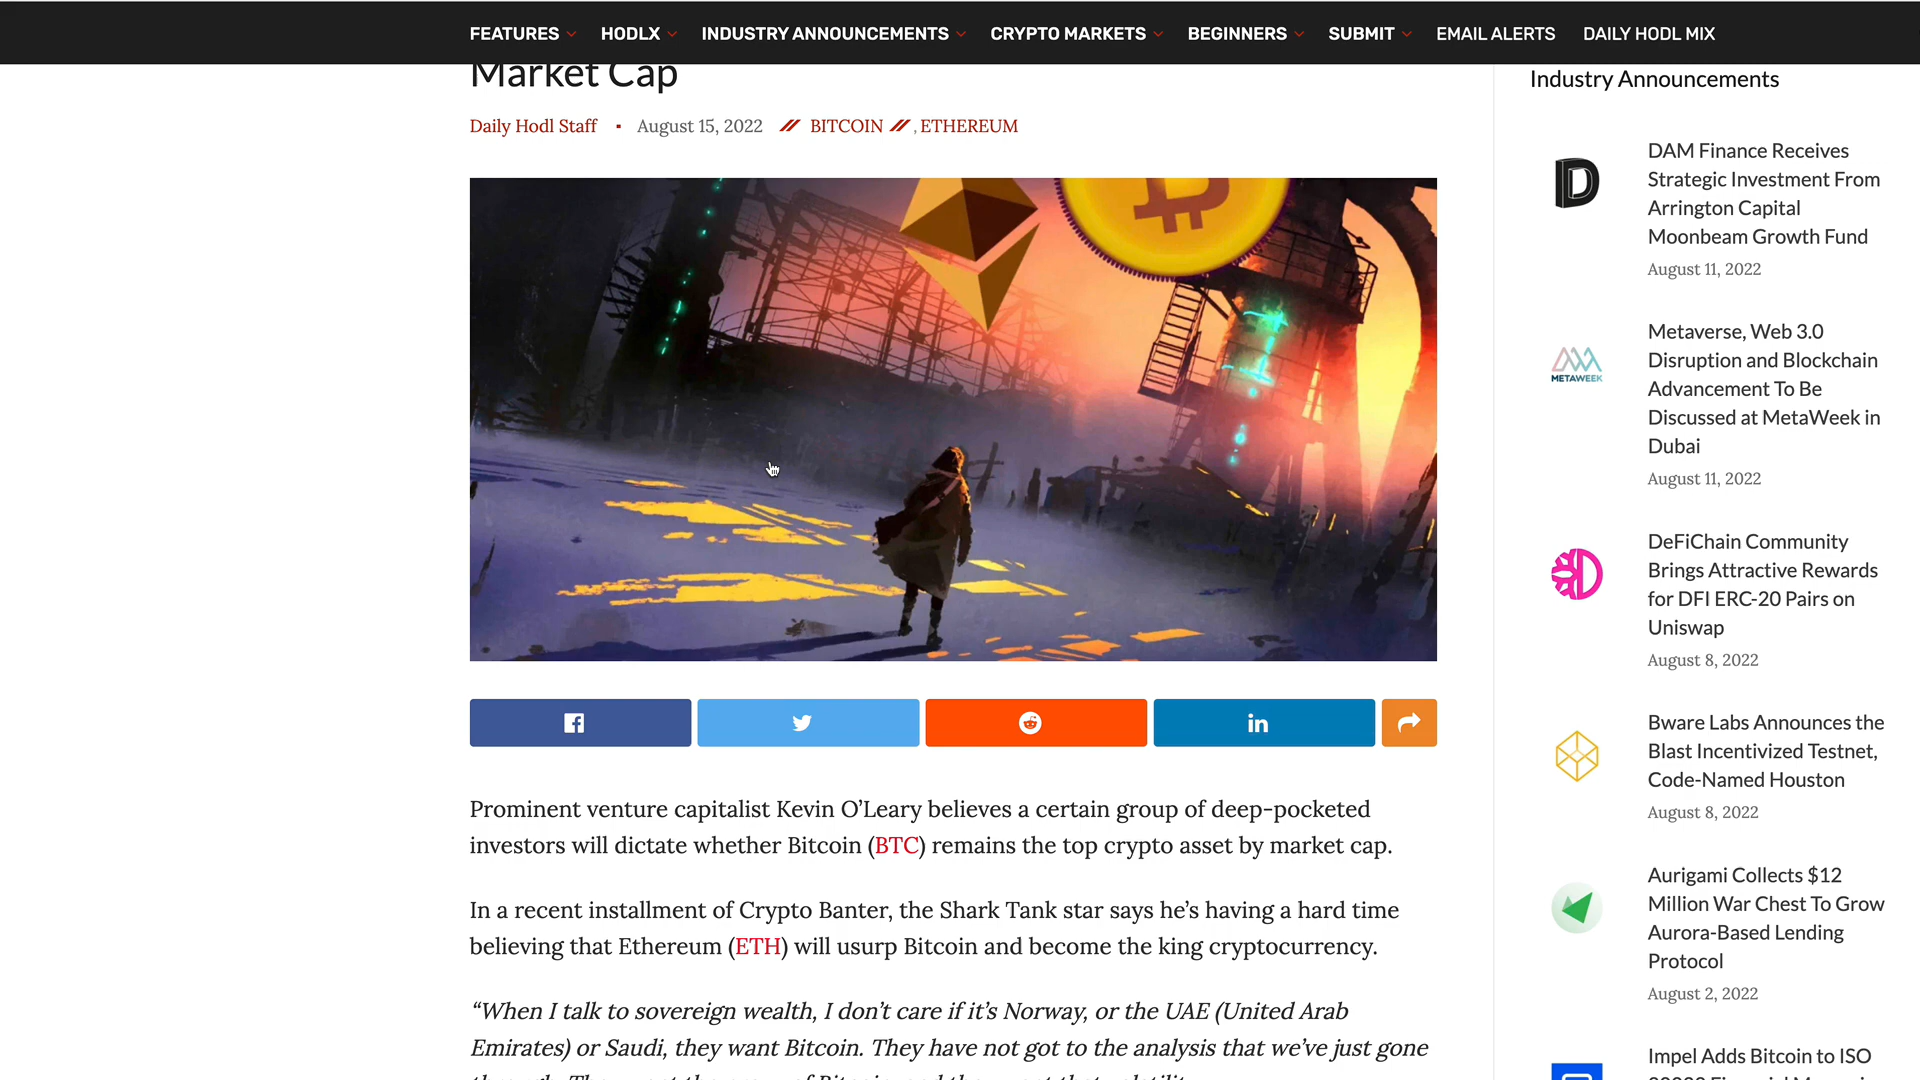 FEATURES HODLX INDUSTRY ANNOUNCEMENTS CRYPTO MARKETS BEGINNERS SUBMIT EMAIL ALERTS DAILY HODL MIX
Market Cap
Daily Hodl Staff ▪ August 15, 2022 // BITCOIN // , ETHEREUM
Prominent venture capitalist Kevin O’Leary believes a certain group of deep-pocketed
investors will dictate whether Bitcoin (BTC) remains the top crypto asset by market cap.
In a recent installment of Crypto Banter, the Shark Tank star says he’s having a hard time
believing that Ethereum (ETH) will usurp Bitcoin and become the king cryptocurrency.
“When I talk to sovereign wealth, I don’t care if it’s Norway, or the UAE (United Arab
Emirates) or Saudi, they want Bitcoin. They have not got to the analysis that we’ve just gone
Industry Announcements
DAM Finance Receives
Strategic Investment From
Arrington Capital
Moonbeam Growth Fund
August 11, 2022
METAWEEK
Metaverse, Web 3.0
Disruption and Blockchain
Advancement To Be
Discussed at MetaWeek in
Dubai
August 11, 2022
DeFiChain Community
Brings Attractive Rewards
for DFI ERC-20 Pairs on
Uniswap
August 8, 2022
Bware Labs Announces the
Blast Incentivized Testnet,
Code-Named Houston
August 8, 2022
Aurigami Collects $12
Million War Chest To Grow
Aurora-Based Lending
Protocol
August 2, 2022
Impel Adds Bitcoin to ISO